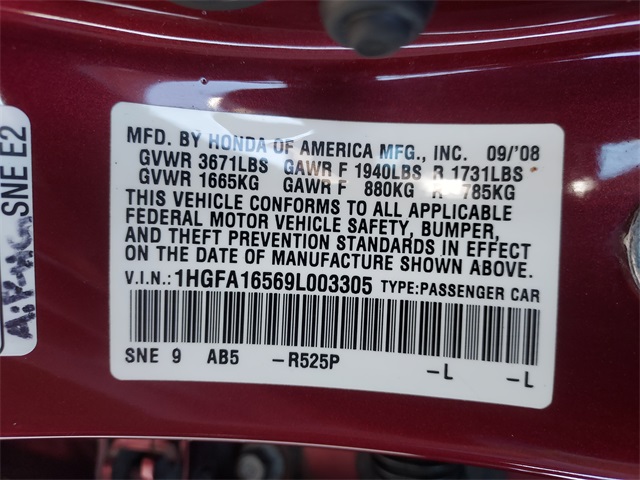 MFD. BY HONDA OF AMERICA MFG., INC. 09/'08
GVWR 3671LBS GAWR F 1940LBS R 1731LBS
GVWR 1665KG GAWR F 880KG R 785KG
THIS VEHICLE CONFORMS TO ALL APPLICABLE
FEDERAL MOTOR VEHICLE SAFETY, BUMPER,
AND THEFT PREVENTION STANDARDS IN EFFECT
ON THE DATE OF MANUFACTURE SHOWN ABOVE.
V.I.N.: 1HGFA16569L003305 TYPE:PASSENGER CAR
SNE 9 AB5 -R525P -L -L
SNE E2